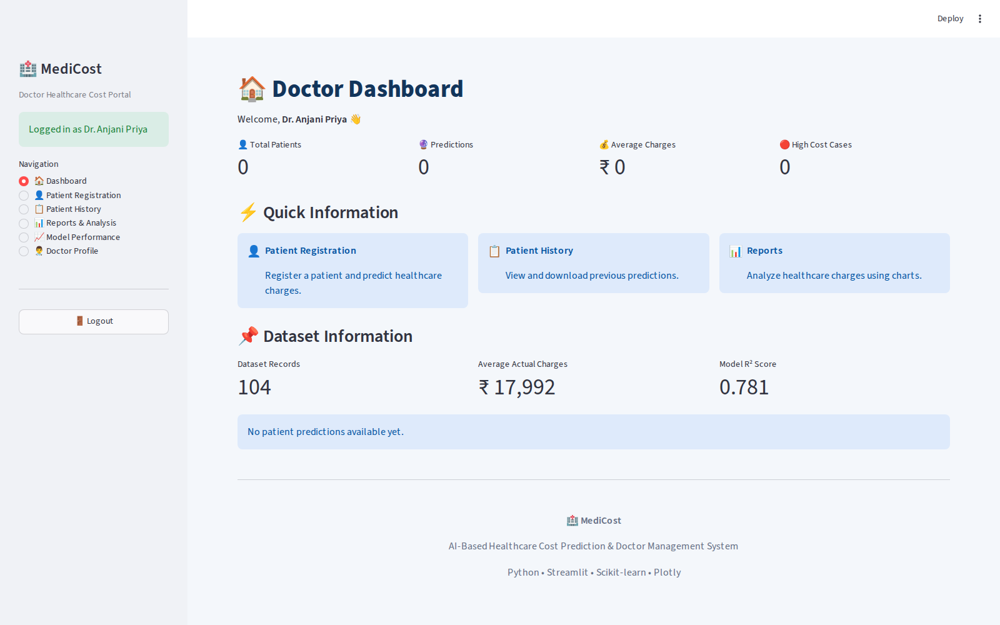 Deploy
🏥 MediCost
Doctor Healthcare Cost Portal
Logged in as Dr. Anjani Priya
Navigation
🏠 Dashboard
👤 Patient Registration
📋 Patient History
📊 Reports & Analysis
📈 Model Performance
👨‍⚕️ Doctor Profile
🚪 Logout
🏠 Doctor Dashboard
Welcome, Dr. Anjani Priya 👋
👤 Total Patients
0
🔮 Predictions
0
💰 Average Charges
₹ 0
🔴 High Cost Cases
0
⚡ Quick Information
👤 Patient Registration
Register a patient and predict healthcare
charges.
📋 Patient History
View and download previous predictions.
📊 Reports
Analyze healthcare charges using charts.
📌 Dataset Information
Dataset Records
104
Average Actual Charges
₹ 17,992
Model R² Score
0.781
No patient predictions available yet.
🏥 MediCost
AI-Based Healthcare Cost Prediction & Doctor Management System
Python • Streamlit • Scikit-learn • Plotly